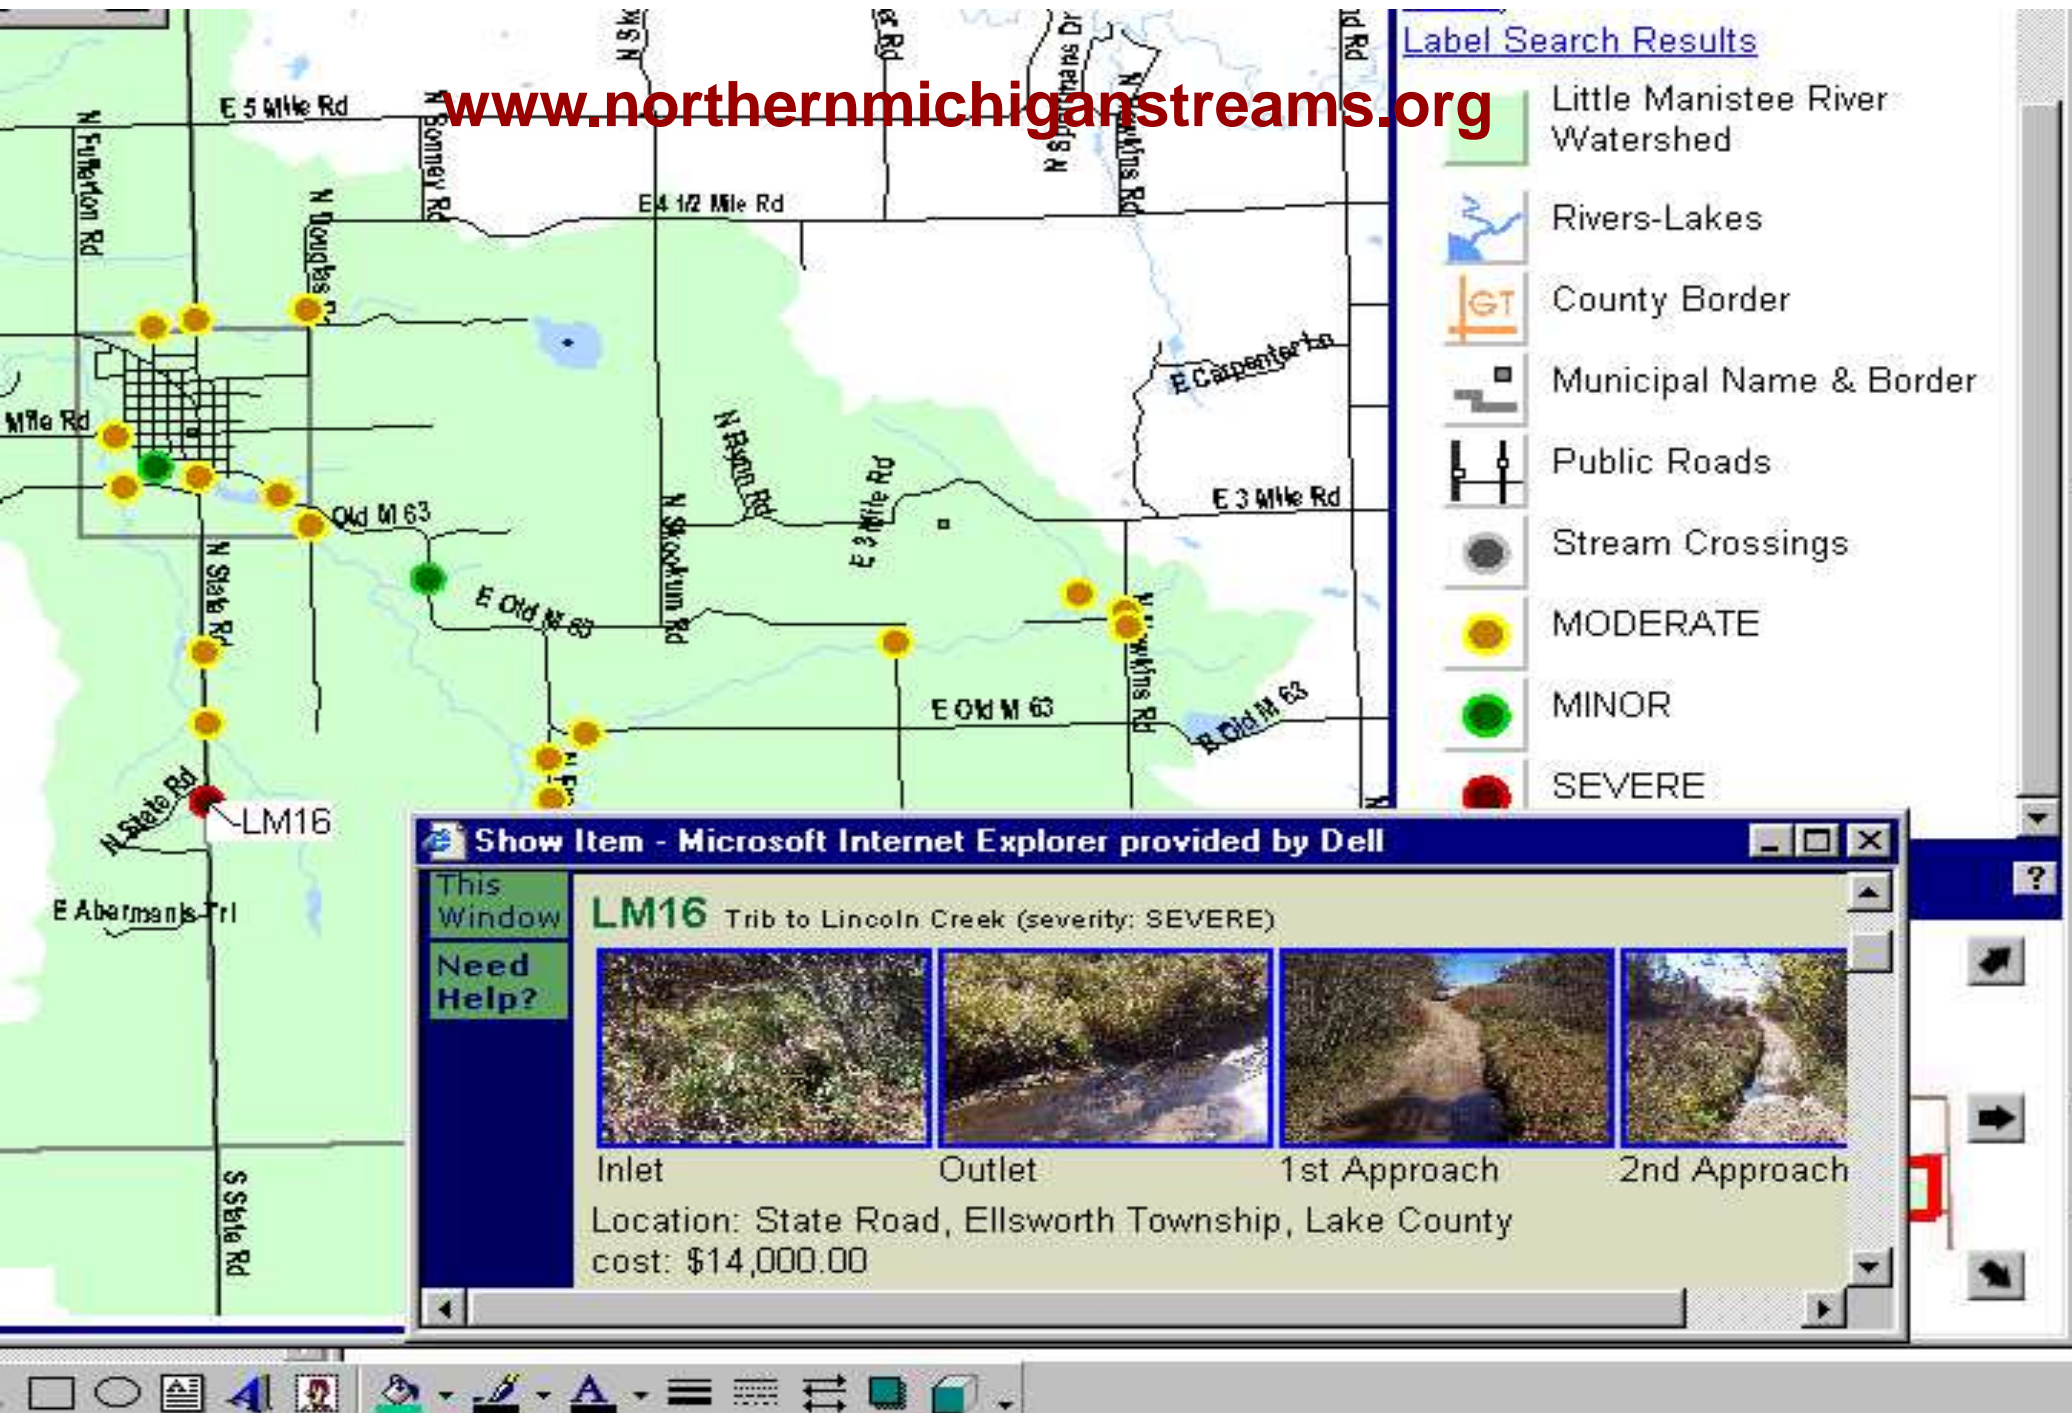 www.northernmichiganstreams.org
E 5 Mile Rd
N Fullerton Rd
N Bonney Rd
E 4 1/2 Mile Rd
E Carpenter Ln
Mile Rd
N Rynn Rd
E 3 Mile Rd
E 3 Mile Rd
Old M 63
N State Rd
N Skookum Rd
E Old M 63
E Old M 63
E Old M 63
N State Rd
-LM16
S State Rd
Label Search Results
Little Manistee River
Watershed
Rivers-Lakes
GT
County Border
Municipal Name & Border
Public Roads
Stream Crossings
MODERATE
MINOR
SEVERE
Show Item - Microsoft Internet Explorer provided by Dell
?
This
Window
Need
Help?
LM16 Trib to Lincoln Creek (severity: SEVERE)
Inlet
Outlet
1st Approach
2nd Approach
Location: State Road, Ellsworth Township, Lake County
cost: $14,000.00